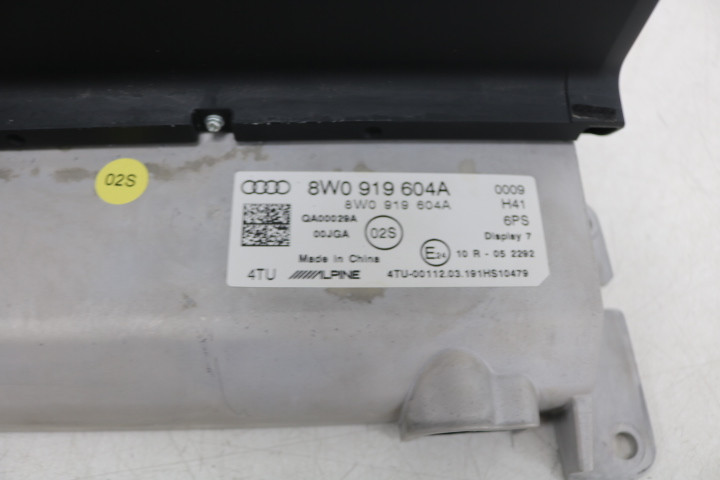 02S
8W0 919 604A
8W0 919 604A
0009
H41
6PS
Display 7
QA00029A
00JGA
02S
E24
10 R - 05 2292
Made in China
4TU
ALPINE
4TU-00112.03.191HS10479